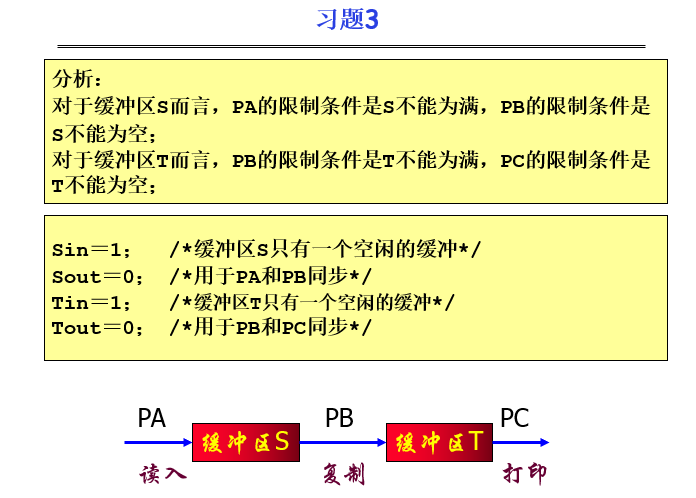 习题3
分析：
对于缓冲区S而言，PA的限制条件是S不能为满，PB的限制条件是
S不能为空；
对于缓冲区T而言，PB的限制条件是T不能为满，PC的限制条件是
T不能为空；
Sin＝1； /*缓冲区S只有一个空闲的缓冲*/
Sout＝0； /*用于PA和PB同步*/
Tin＝1； /*缓冲区T只有一个空闲的缓冲*/
Tout＝0； /*用于PB和PC同步*/
PA PB PC
缓冲区S 缓冲区T
读入 复制 打印